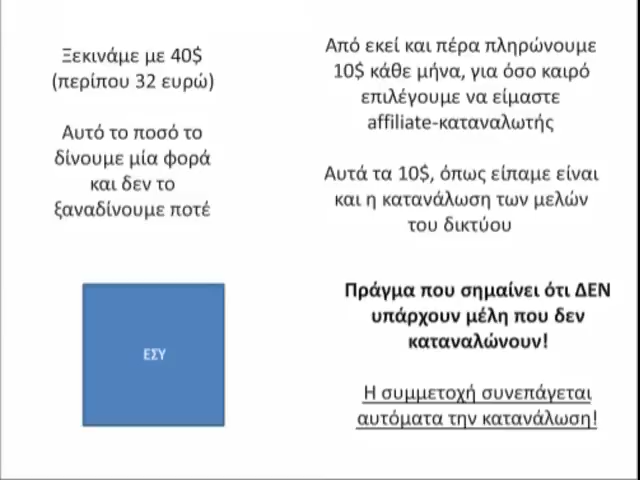 Ξεκινάμε με 40$
(περίπου 32 ευρώ)
Αυτό το ποσό το
δίνουμε μία φορά
και δεν το
ξαναδίνουμε ποτέ
ΕΣΥ
Από εκεί και πέρα πληρώνουμε
10$ κάθε μήνα, για όσο καιρό
επιλέγουμε να είμαστε
affiliate-καταναλωτής
Αυτά τα 10$, όπως είπαμε είναι
και η κατανάλωση των μελών
του δικτύου
Πράγμα που σημαίνει ότι ΔΕΝ
υπάρχουν μέλη που δεν
καταναλώνουν!
Η συμμετοχή συνεπάγεται
αυτόματα την κατανάλωση!